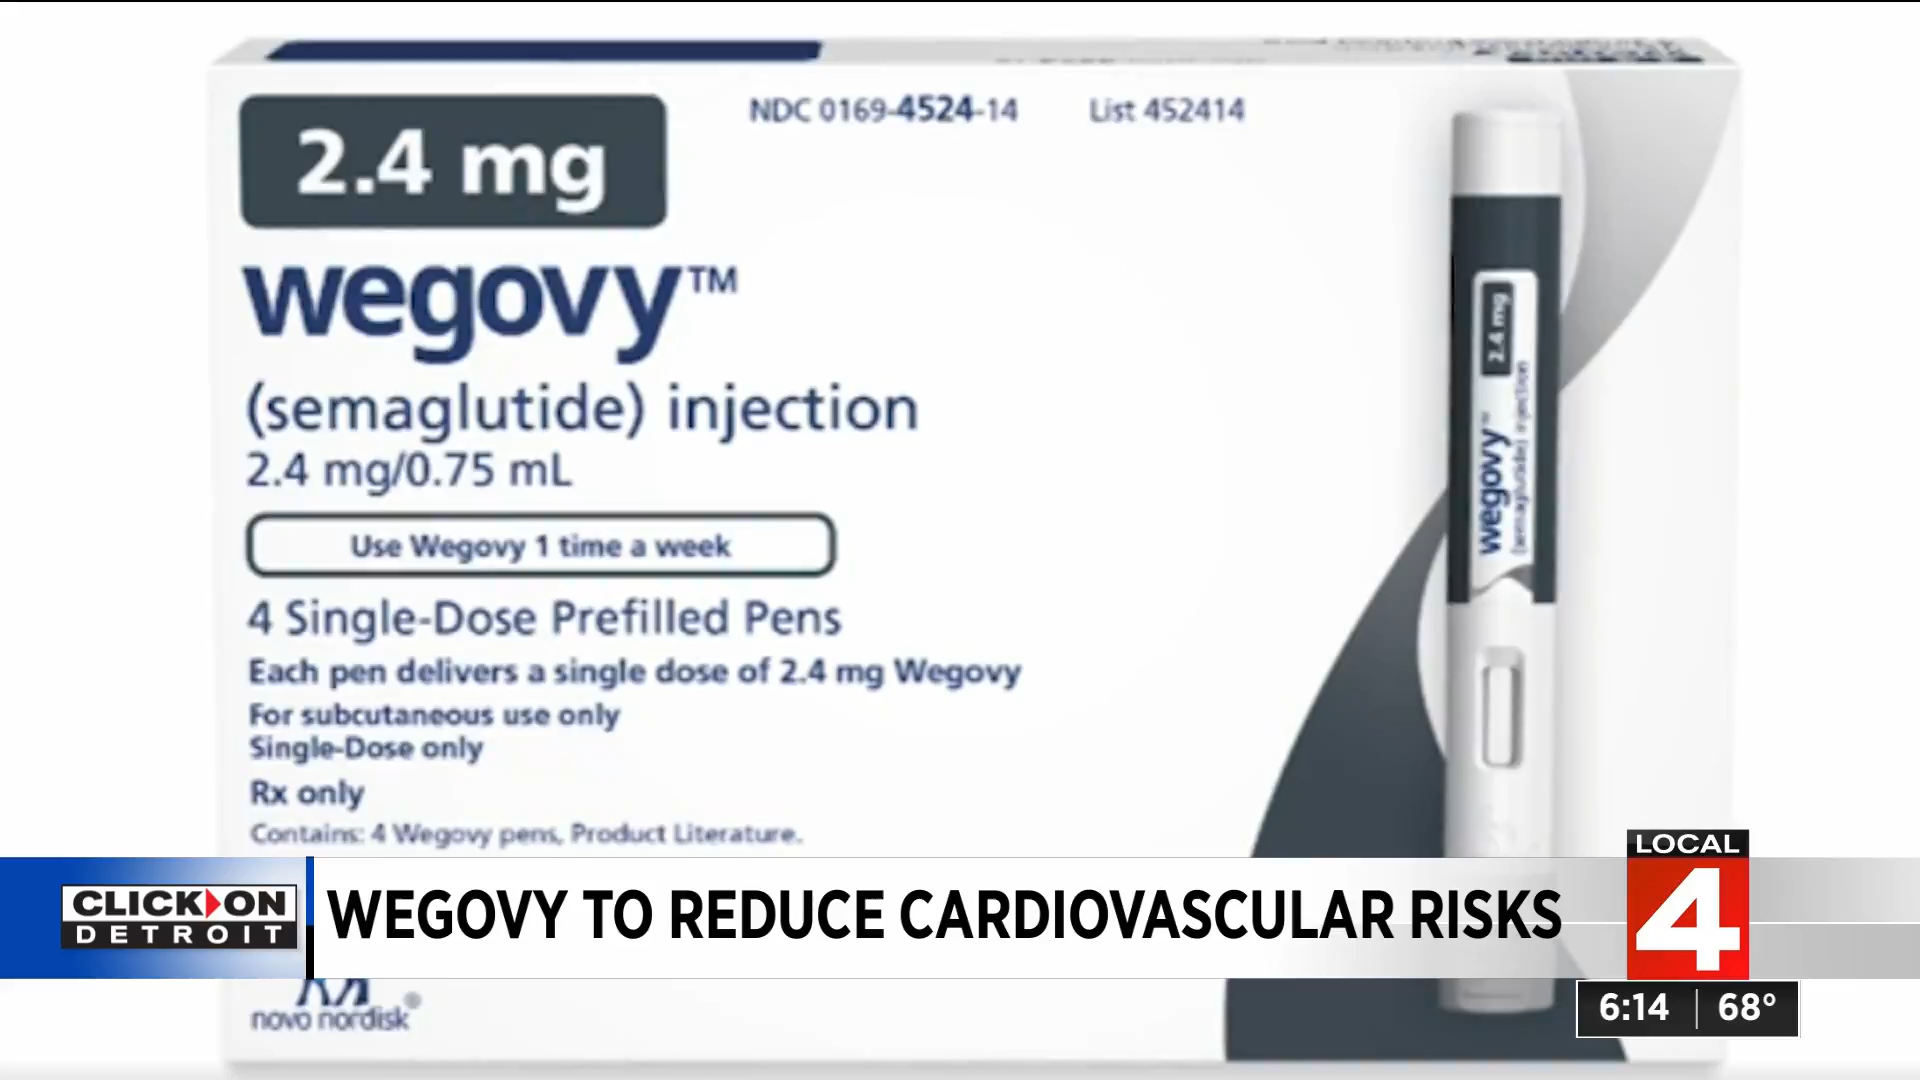 2.4 mg
NDC 0169-4524-14 List 452414
wegovy™
(semaglutide) injection
2.4 mg/0.75 mL
Use Wegovy 1 time a week
4 Single-Dose Prefilled Pens
Each pen delivers a single dose of 2.4 mg Wegovy
For subcutaneous use only
Single-Dose only
Rx only
Contains: 4 Wegovy pens, Product Literature.
2.4 mg
wegovy™
(semaglutide) injection
CLICK ON
DETROIT
WEGOVY TO REDUCE CARDIOVASCULAR RISKS
LOCAL
4
novo nordisk®
6:14 68°